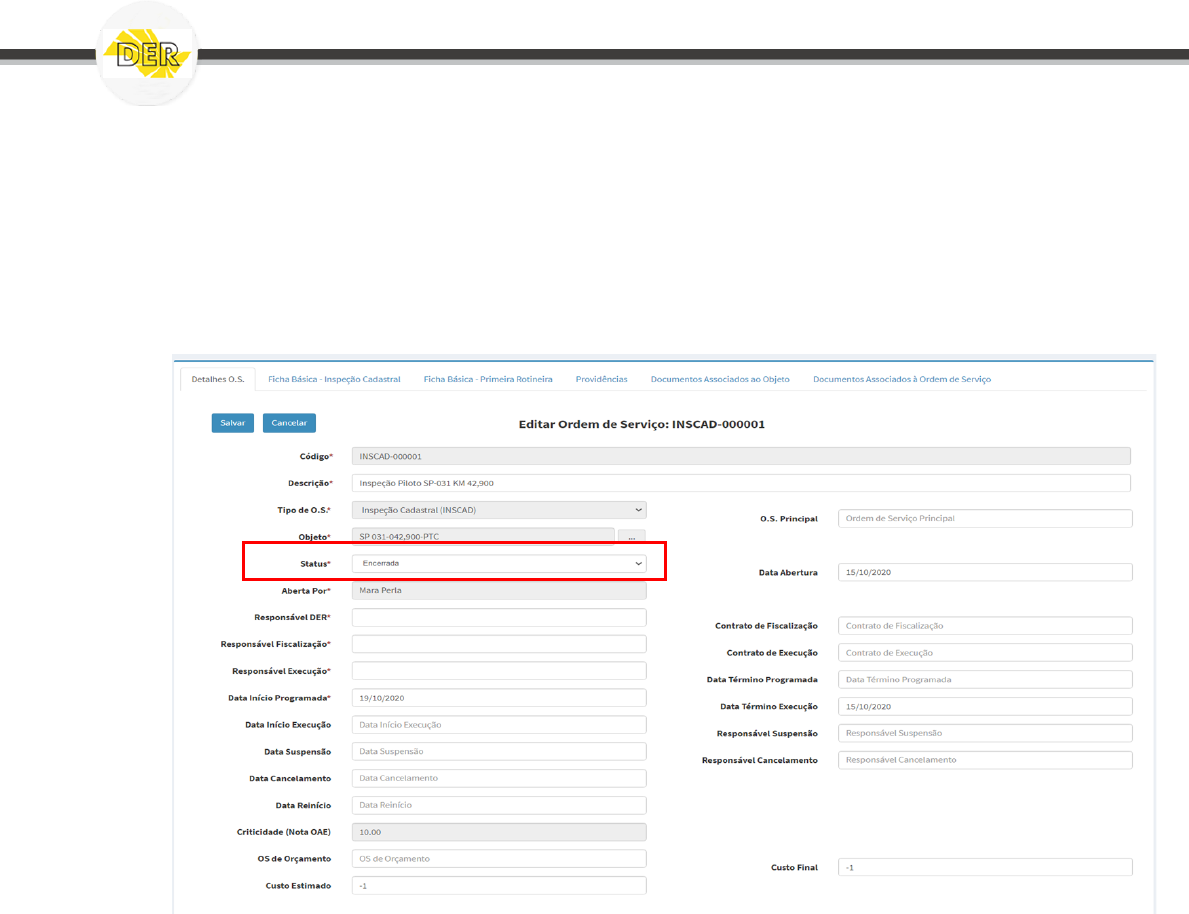 DER
Detalhes O.S. Ficha Básica - Inspeção Cadastral Ficha Básica - Primeira Rotineira Providências Documentos Associados ao Objeto Documentos Associados à Ordem de Serviço
Salvar Cancelar Editar Ordem de Serviço: INSCAD-000001
Código* INSCAD-000001
Descrição* Inspeção Piloto SP-031 KM 42,900
Tipo de O.S.* Inspeção Cadastral (INSCAD)
O.S. Principal Ordem de Serviço Principal
Objeto* SP 031-042,900-PTC ...
Status* Encerrada
Data Abertura 15/10/2020
Aberta Por* Mara Perla
Responsável DER*
Contrato de Fiscalização Contrato de Fiscalização
Responsável Fiscalização*
Contrato de Execução Contrato de Execução
Responsável Execução*
Data Término Programada Data Término Programada
Data Início Programada* 19/10/2020
Data Término Execução 15/10/2020
Data Início Execução Data Início Execução
Responsável Suspensão Responsável Suspensão
Data Suspensão Data Suspensão
Responsável Cancelamento Responsável Cancelamento
Data Cancelamento Data Cancelamento
Data Reinício Data Reinício
Criticidade (Nota OAE) 10.00
OS de Orçamento OS de Orçamento
Custo Final -1
Custo Estimado -1